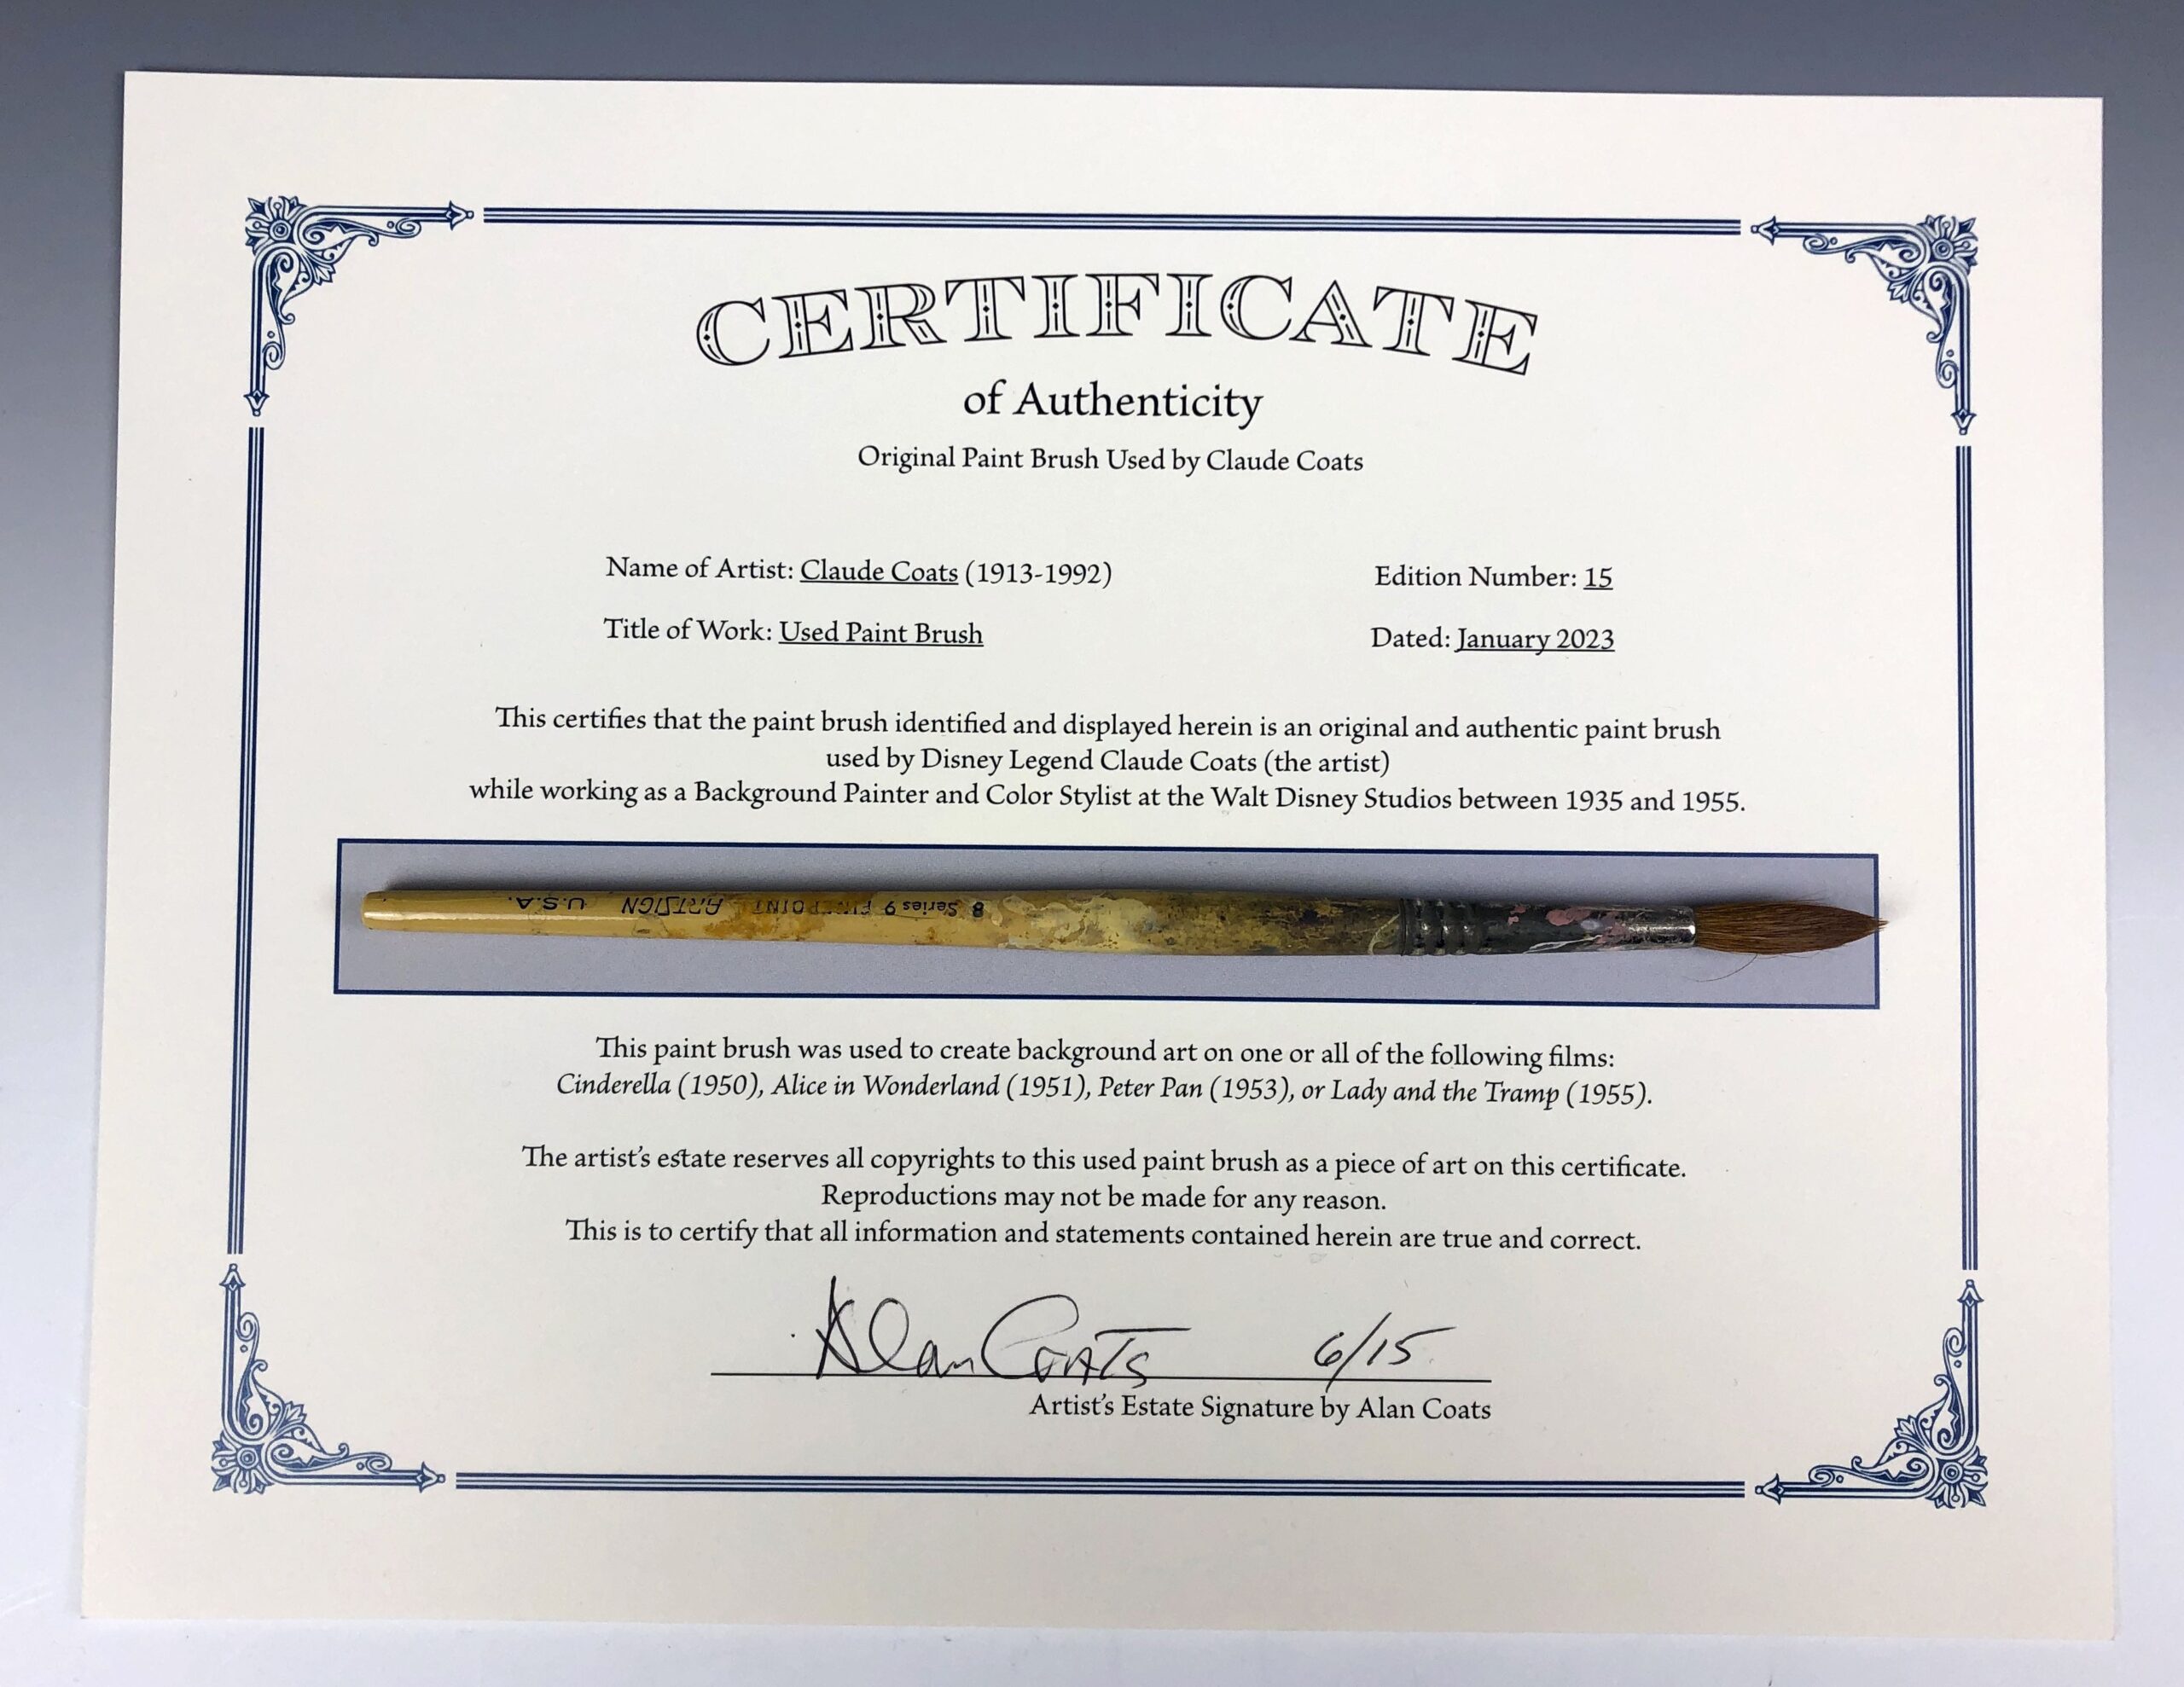 CERTIFICATE
of Authenticity
Original Paint Brush Used by Claude Coats
Name of Artist: Claude Coats (1913-1992)
Edition Number: 15
Title of Work: Used Paint Brush
Dated: January 2023
This certifies that the paint brush identified and displayed herein is an original and authentic paint brush
used by Disney Legend Claude Coats (the artist)
while working as a Background Painter and Color Stylist at the Walt Disney Studios between 1935 and 1955.
8 Series 9 POINT ARTSIGN U.S.A.
This paint brush was used to create background art on one or all of the following films:
Cinderella (1950), Alice in Wonderland (1951), Peter Pan (1953), or Lady and the Tramp (1955).
The artist's estate reserves all copyrights to this used paint brush as a piece of art on this certificate.
Reproductions may not be made for any reason.
This is to certify that all information and statements contained herein are true and correct.
Alan Coats 6/15
Artist's Estate Signature by Alan Coats